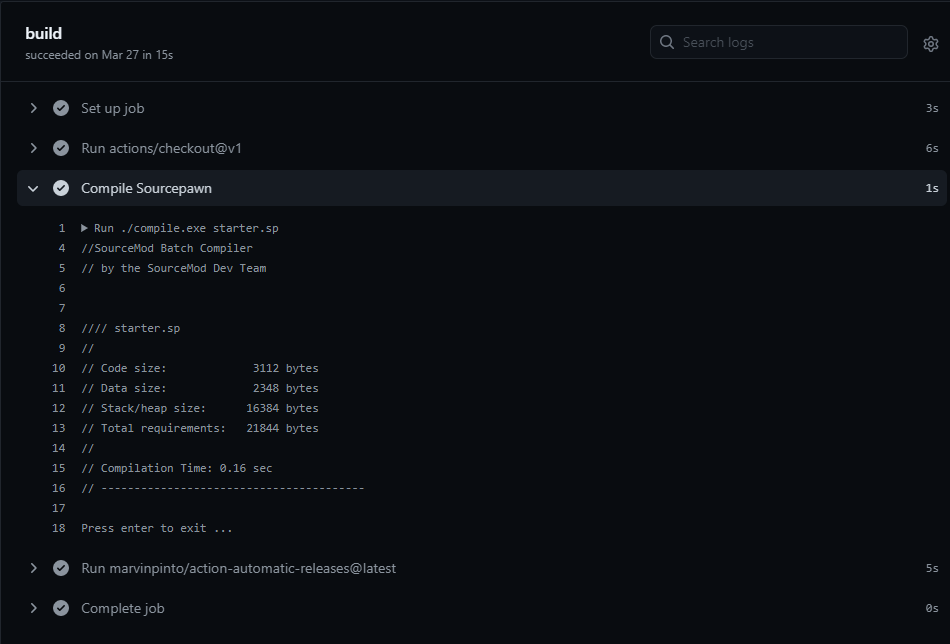 build
succeeded on Mar 27 in 15s
Search logs
Set up job 3s
Run actions/checkout@v1 6s
Compile Sourcepawn 1s
1 Run ./compile.exe starter.sp
4 //SourceMod Batch Compiler
5 // by the SourceMod Dev Team
6
7
8 //// starter.sp
9 //
10 // Code size: 3112 bytes
11 // Data size: 2348 bytes
12 // Stack/heap size: 16384 bytes
13 // Total requirements: 21844 bytes
14 //
15 // Compilation Time: 0.16 sec
16 // ----------------------------------------
17
18 Press enter to exit ...
Run marvinpinto/action-automatic-releases@latest 5s
Complete job 0s